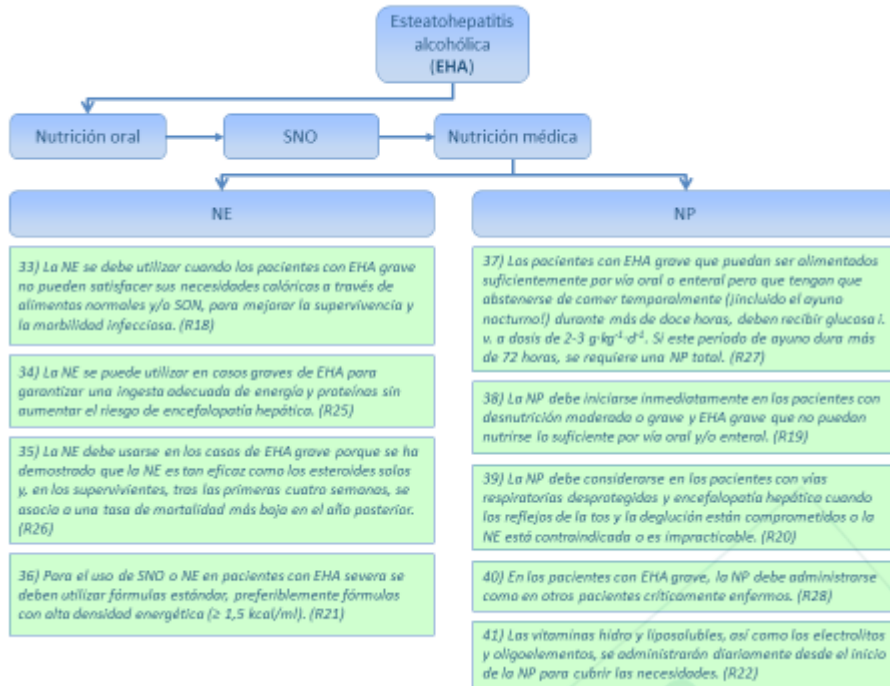 Esteatohepatitis
alcohólica
(EHA)
Nutrición oral
SNO
Nutrición médica
NE
NP
33) La NE se debe utilizar cuando los pacientes con EHA grave
no pueden satisfacer sus necesidades calóricas a través de
alimentos normales y/o SON, para mejorar la supervivencia y
la morbilidad infecciosa. (R18)
34) La NE se puede utilizar en casos graves de EHA para
garantizar una ingesta adecuada de energía y proteínas sin
aumentar el riesgo de encefalopatía hepática. (R25)
35) La NE debe usarse en los casos de EHA grave porque se ha
demostrado que la NE es tan eficaz como los esteroides solos
y, en los supervivientes, tras las primeras cuatro semanas, se
asocia a una tasa de mortalidad más baja en el año posterior.
(R26)
36) Para el uso de SNO o NE en pacientes con EHA severa se
deben utilizar fórmulas estándar, preferiblemente fórmulas
con alta densidad energética (≥ 1,5 kcal/ml). (R21)
37) Los pacientes con EHA grave que puedan ser alimentados
suficientemente por vía oral o enteral pero que tengan que
abstenerse de comer temporalmente (¡incluido el ayuno
nocturno!) durante más de doce horas, deben recibir glucosa i.
v. a dosis de 2-3 g·kg⁻¹·d⁻¹. Si este período de ayuno dura más
de 72 horas, se requiere una NP total. (R27)
38) La NP debe iniciarse inmediatamente en los pacientes con
desnutrición moderada o grave y EHA grave que no puedan
nutrirse lo suficiente por vía oral y/o enteral. (R19)
39) La NP debe considerarse en los pacientes con vías
respiratorias desprotegidas y encefalopatía hepática cuando
los reflejos de la tos y la deglución están comprometidos o la
NE está contraindicada o es impracticable. (R20)
40) En los pacientes con EHA grave, la NP debe administrarse
como en otros pacientes críticamente enfermos. (R28)
41) Las vitaminas hidro y liposolubles, así como los electrolitos
y oligoelementos, se administrarán diariamente desde el inicio
de la NP para cubrir las necesidades. (R22)